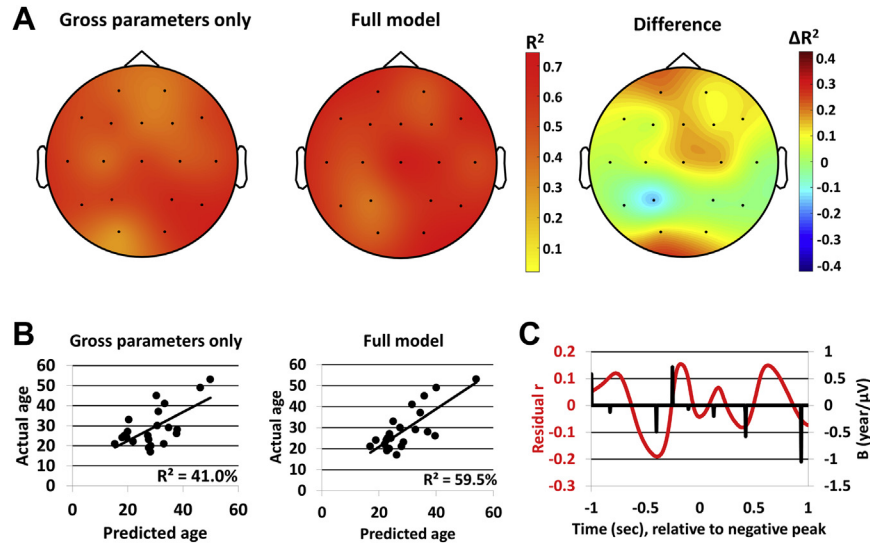 A
Gross parameters only
Full model
Difference
R²
0.7
0.6
0.5
0.4
0.3
0.2
0.1
ΔR²
0.4
0.3
0.2
0.1
0
-0.1
-0.2
-0.3
-0.4
B
Gross parameters only
Actual age
60
50
40
30
20
10
0
R² = 41.0%
0 20 40 60
Predicted age
Full model
Actual age
60
50
40
30
20
10
0
R² = 59.5%
0 20 40 60
Predicted age
C
Residual r
0.2
0.1
0
-0.1
-0.2
-0.3
1
0.5
0
-0.5
-1
-1.5
B (year/µV)
-1 -0.5 0 0.5 1
Time (sec), relative to negative peak